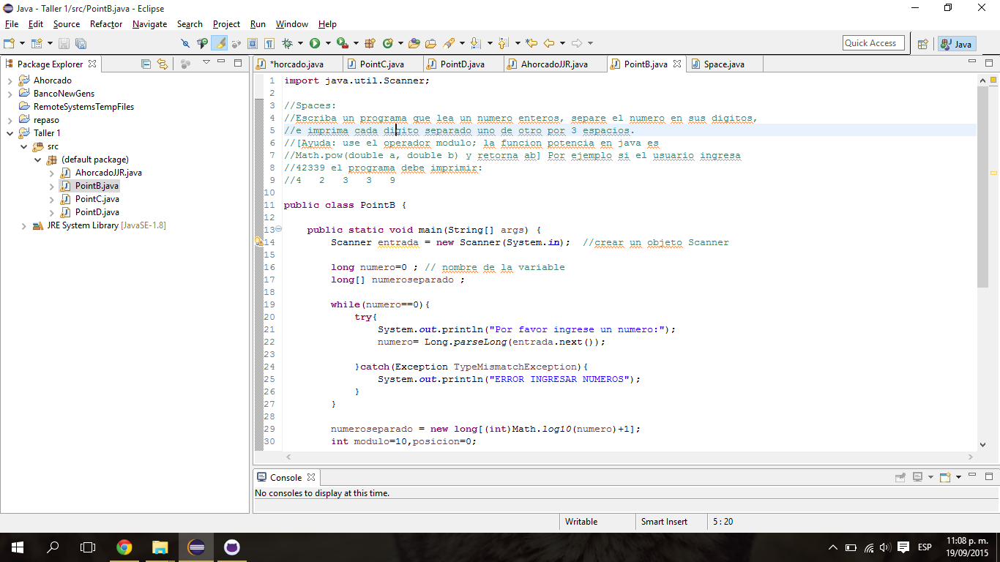 Java - Taller 1/src/PointB.java - Eclipse
File Edit Source Refactor Navigate Search Project Run Window Help
Quick Access
Java
Package Explorer
Ahorcado
BancoNewGens
RemoteSystemsTempFiles
repaso
Taller 1
src
(default package)
AhorcadoJJR.java
PointB.java
PointC.java
PointD.java
JRE System Library [JavaSE-1.8]
*horcado.java PointC.java PointD.java AhorcadoJJR.java PointB.java Space.java
1 import java.util.Scanner;
2
3 //Spaces:
4 //Escriba un programa que lea un numero enteros, separe el numero en sus digitos,
5 //e imprima cada digito separado uno de otro por 3 espacios.
6 //[Ayuda: use el operador modulo; la funcion potencia en java es
7 //Math.pow(double a, double b) y retorna ab] Por ejemplo si el usuario ingresa
8 //42339 el programa debe imprimir:
9 //4   2   3   3   9
10
11 public class PointB {
12
13     public static void main(String[] args) {
14         Scanner entrada = new Scanner(System.in);  //crear un objeto Scanner
15
16         long numero=0 ; // nombre de la variable
17         long[] numeroseparado ;
18
19         while(numero==0){
20             try{
21                 System.out.println("Por favor ingrese un numero:");
22                 numero= Long.parseLong(entrada.next());
23
24             }catch(Exception TypeMismatchException){
25                 System.out.println("ERROR INGRESAR NUMEROS");
26             }
27         }
28
29         numeroseparado = new long[(int)Math.log10(numero)+1];
30         int modulo=10,posicion=0;
Console
No consoles to display at this time.
Writable Smart Insert 5 : 20
ESP
11:08 p. m.
19/09/2015